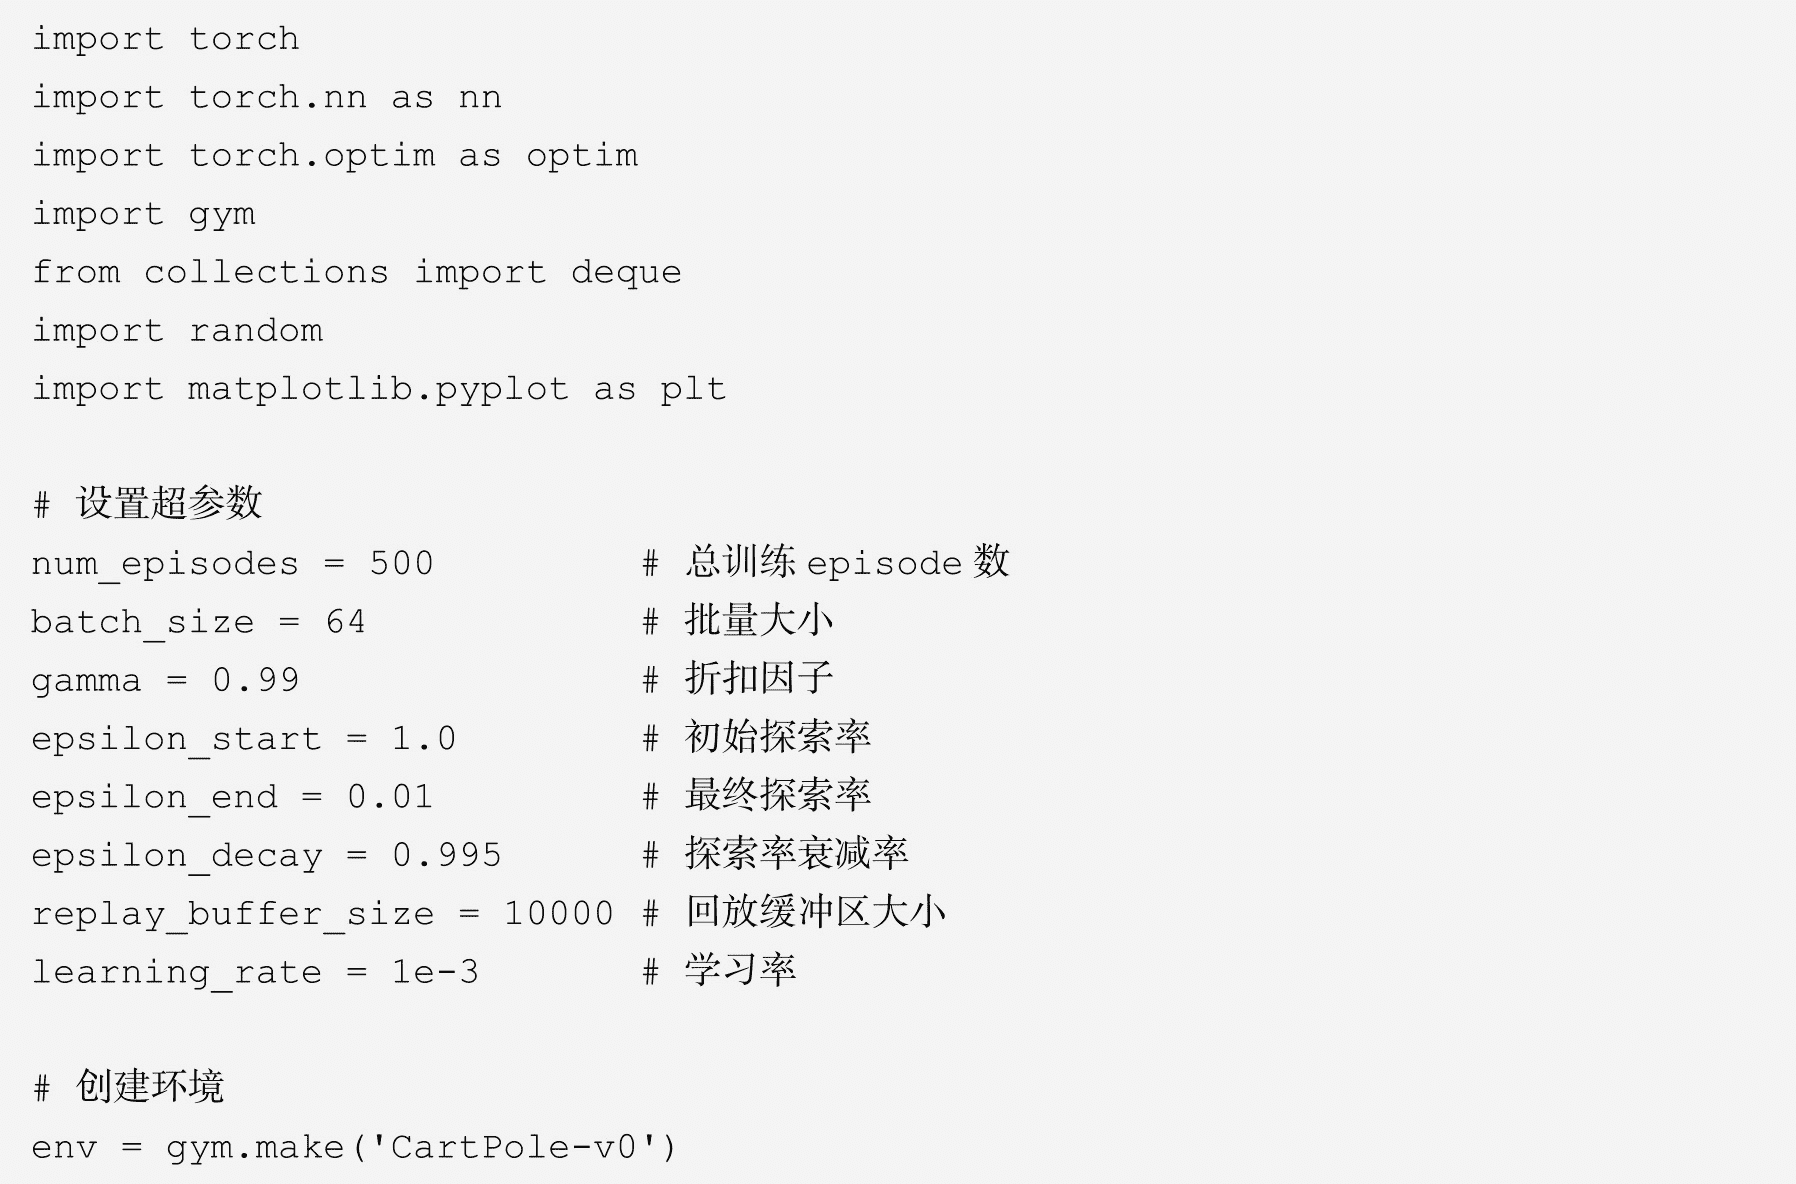 import torch
import torch.nn as nn
import torch.optim as optim
import gym
from collections import deque
import random
import matplotlib.pyplot as plt

# 设置超参数
num_episodes = 500         # 总训练 episode 数
batch_size = 64            # 批量大小
gamma = 0.99               # 折扣因子
epsilon_start = 1.0        # 初始探索率
epsilon_end = 0.01         # 最终探索率
epsilon_decay = 0.995      # 探索率衰减率
replay_buffer_size = 10000 # 回放缓冲区大小
learning_rate = 1e-3       # 学习率

# 创建环境
env = gym.make('CartPole-v0')